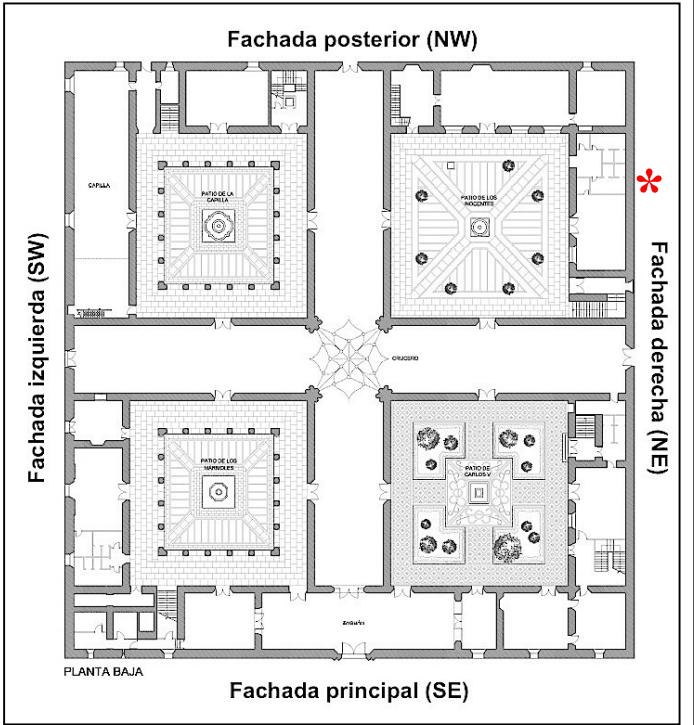 Fachada posterior (NW)
CAPILLA
PATIO DE LA
CAPILLA
PATIO DE LOS
INOCENTES
Fachada izquierda (SW)
Fachada derecha (NE)
CRUCERO
PATIO DE LOS
MÁRMOLES
PATIO DE
CARLOS V
PLANTA BAJA
Fachada principal (SE)